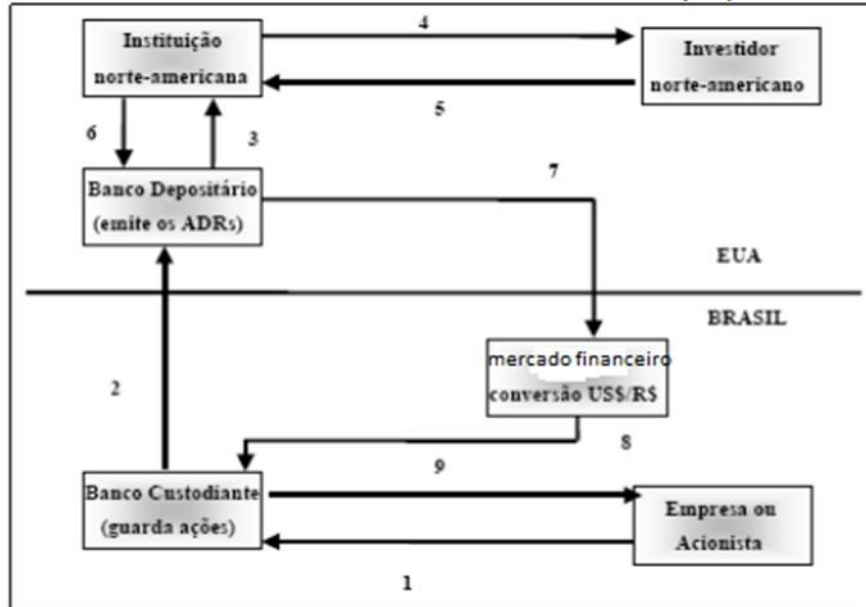 Instituição
norte-americana
4
Investidor
norte-americano
5
6
3
7
Banco Depositário
(emite os ADRs)
EUA
BRASIL
mercado financeiro
conversão US$/R$
2
8
9
Banco Custodiante
(guarda ações)
Empresa ou
Acionista
1